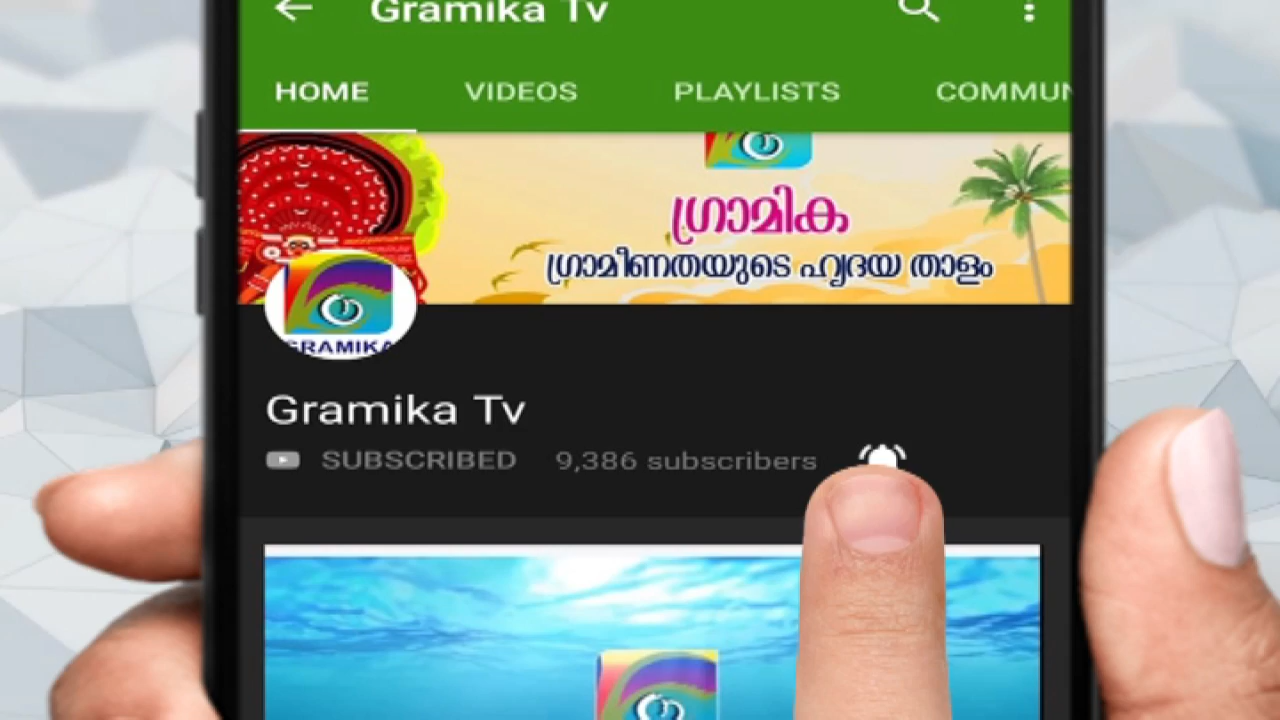 Gramika Tv
HOME VIDEOS PLAYLISTS COMMUN
ഗ്രാമിക
ഗ്രാമീണതയുടെ ഹൃദയ താളം
GRAMIKA
Gramika Tv
SUBSCRIBED 9,386 subscribers